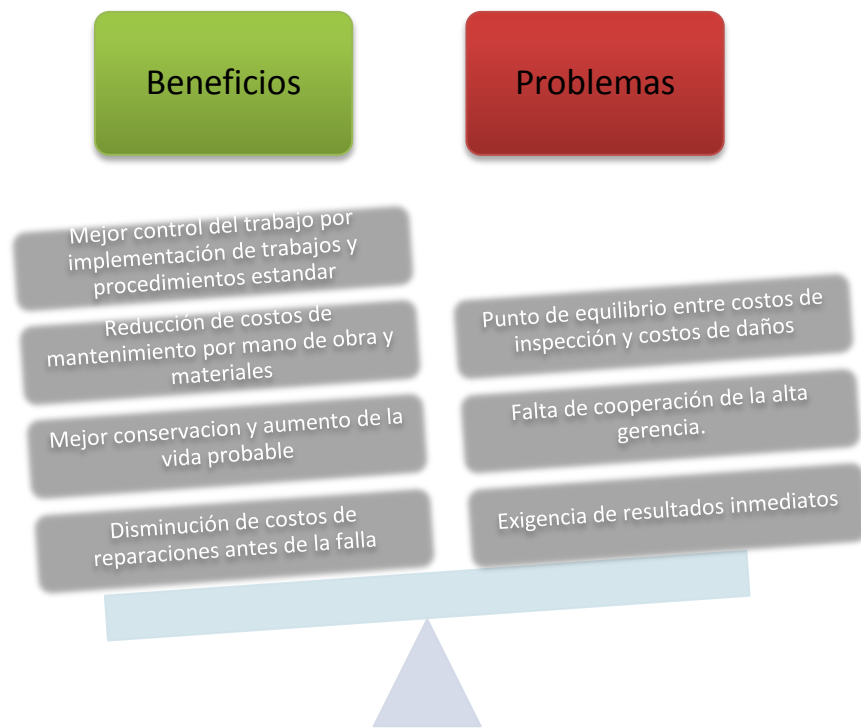 Beneficios
Problemas
Mejor control del trabajo por
implementación de trabajos y
procedimientos estandar
Reducción de costos de
mantenimiento por mano de obra y
materiales
Mejor conservacion y aumento de la
vida probable
Disminución de costos de
reparaciones antes de la falla
Punto de equilibrio entre costos de
inspección y costos de daños
Falta de cooperación de la alta
gerencia.
Exigencia de resultados inmediatos